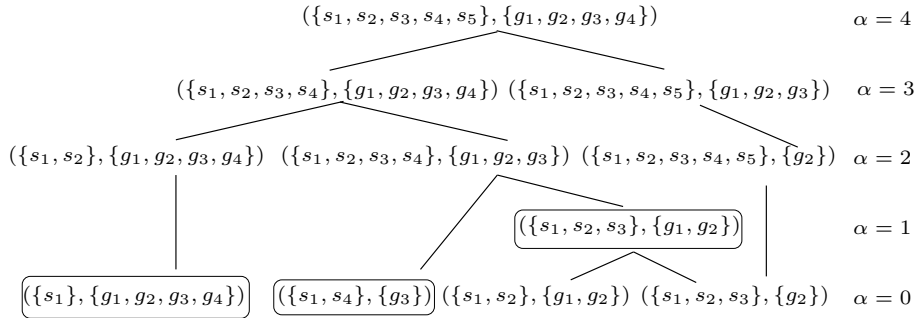 ({s₁, s₂, s₃, s₄, s₅}, {g₁, g₂, g₃, g₄}) α = 4
({s₁, s₂, s₃, s₄}, {g₁, g₂, g₃, g₄}) ({s₁, s₂, s₃, s₄, s₅}, {g₁, g₂, g₃}) α = 3
({s₁, s₂}, {g₁, g₂, g₃, g₄}) ({s₁, s₂, s₃, s₄}, {g₁, g₂, g₃}) ({s₁, s₂, s₃, s₄, s₅}, {g₂}) α = 2
({s₁, s₂, s₃}, {g₁, g₂}) α = 1
({s₁}, {g₁, g₂, g₃, g₄}) ({s₁, s₄}, {g₃}) ({s₁, s₂}, {g₁, g₂}) ({s₁, s₂, s₃}, {g₂}) α = 0